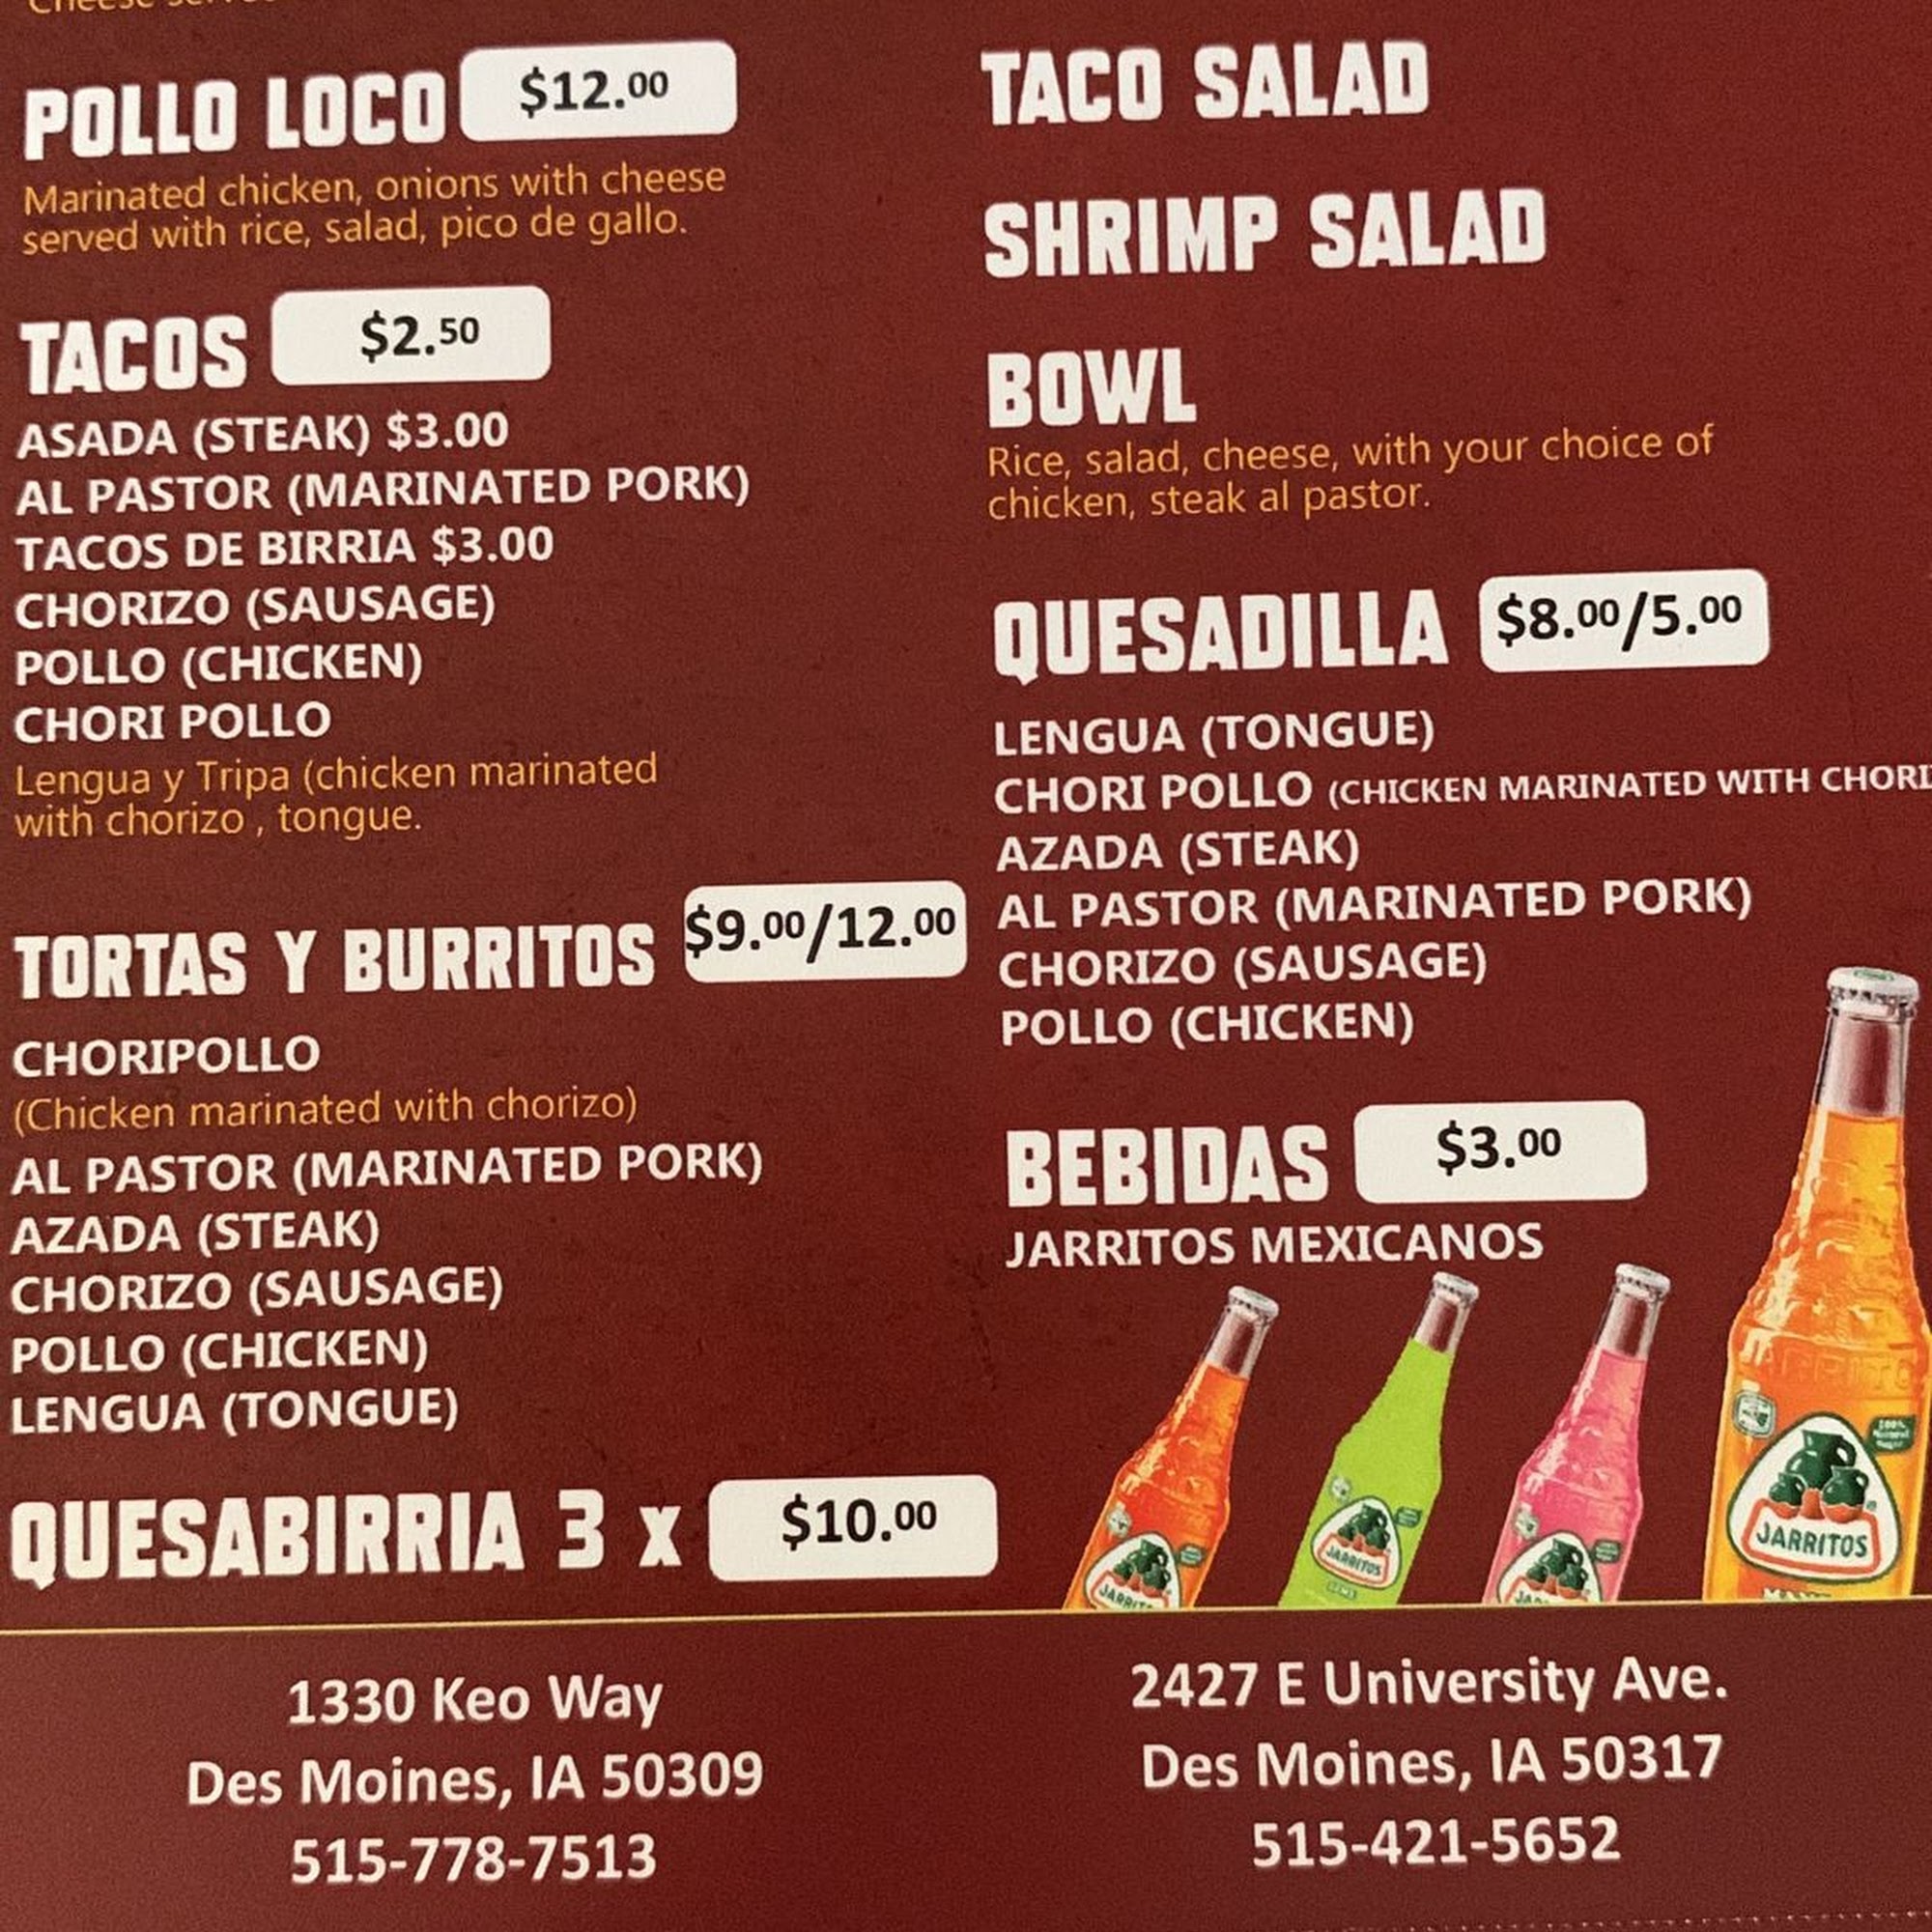 POLLO LOCO $12.00
Marinated chicken, onions with cheese
served with rice, salad, pico de gallo.
TACOS $2.50
ASADA (STEAK) $3.00
AL PASTOR (MARINATED PORK)
TACOS DE BIRRIA $3.00
CHORIZO (SAUSAGE)
POLLO (CHICKEN)
CHORI POLLO
Lengua y Tripa (chicken marinated
with chorizo , tongue.
TORTAS Y BURRITOS $9.00/12.00
CHORIPOLLO
(Chicken marinated with chorizo)
AL PASTOR (MARINATED PORK)
AZADA (STEAK)
CHORIZO (SAUSAGE)
POLLO (CHICKEN)
LENGUA (TONGUE)
QUESABIRRIA 3 x $10.00
TACO SALAD
SHRIMP SALAD
BOWL
Rice, salad, cheese, with your choice of
chicken, steak al pastor.
QUESADILLA $8.00/5.00
LENGUA (TONGUE)
CHORI POLLO (CHICKEN MARINATED WITH CHORI
AZADA (STEAK)
AL PASTOR (MARINATED PORK)
CHORIZO (SAUSAGE)
POLLO (CHICKEN)
BEBIDAS $3.00
JARRITOS MEXICANOS
JARRITOS
JARRITOS
1330 Keo Way
Des Moines, IA 50309
515-778-7513
2427 E University Ave.
Des Moines, IA 50317
515-421-5652